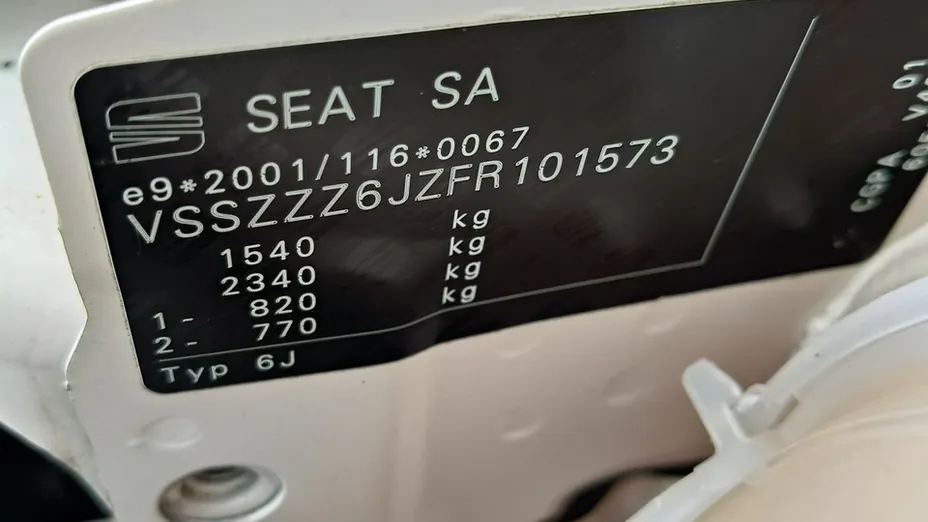 SEAT SA
e9*2001/116*0067
VSSZZZ6JZFR101573
1540 kg
2340 kg
1- 820 kg
2- 770 kg
Typ 6J